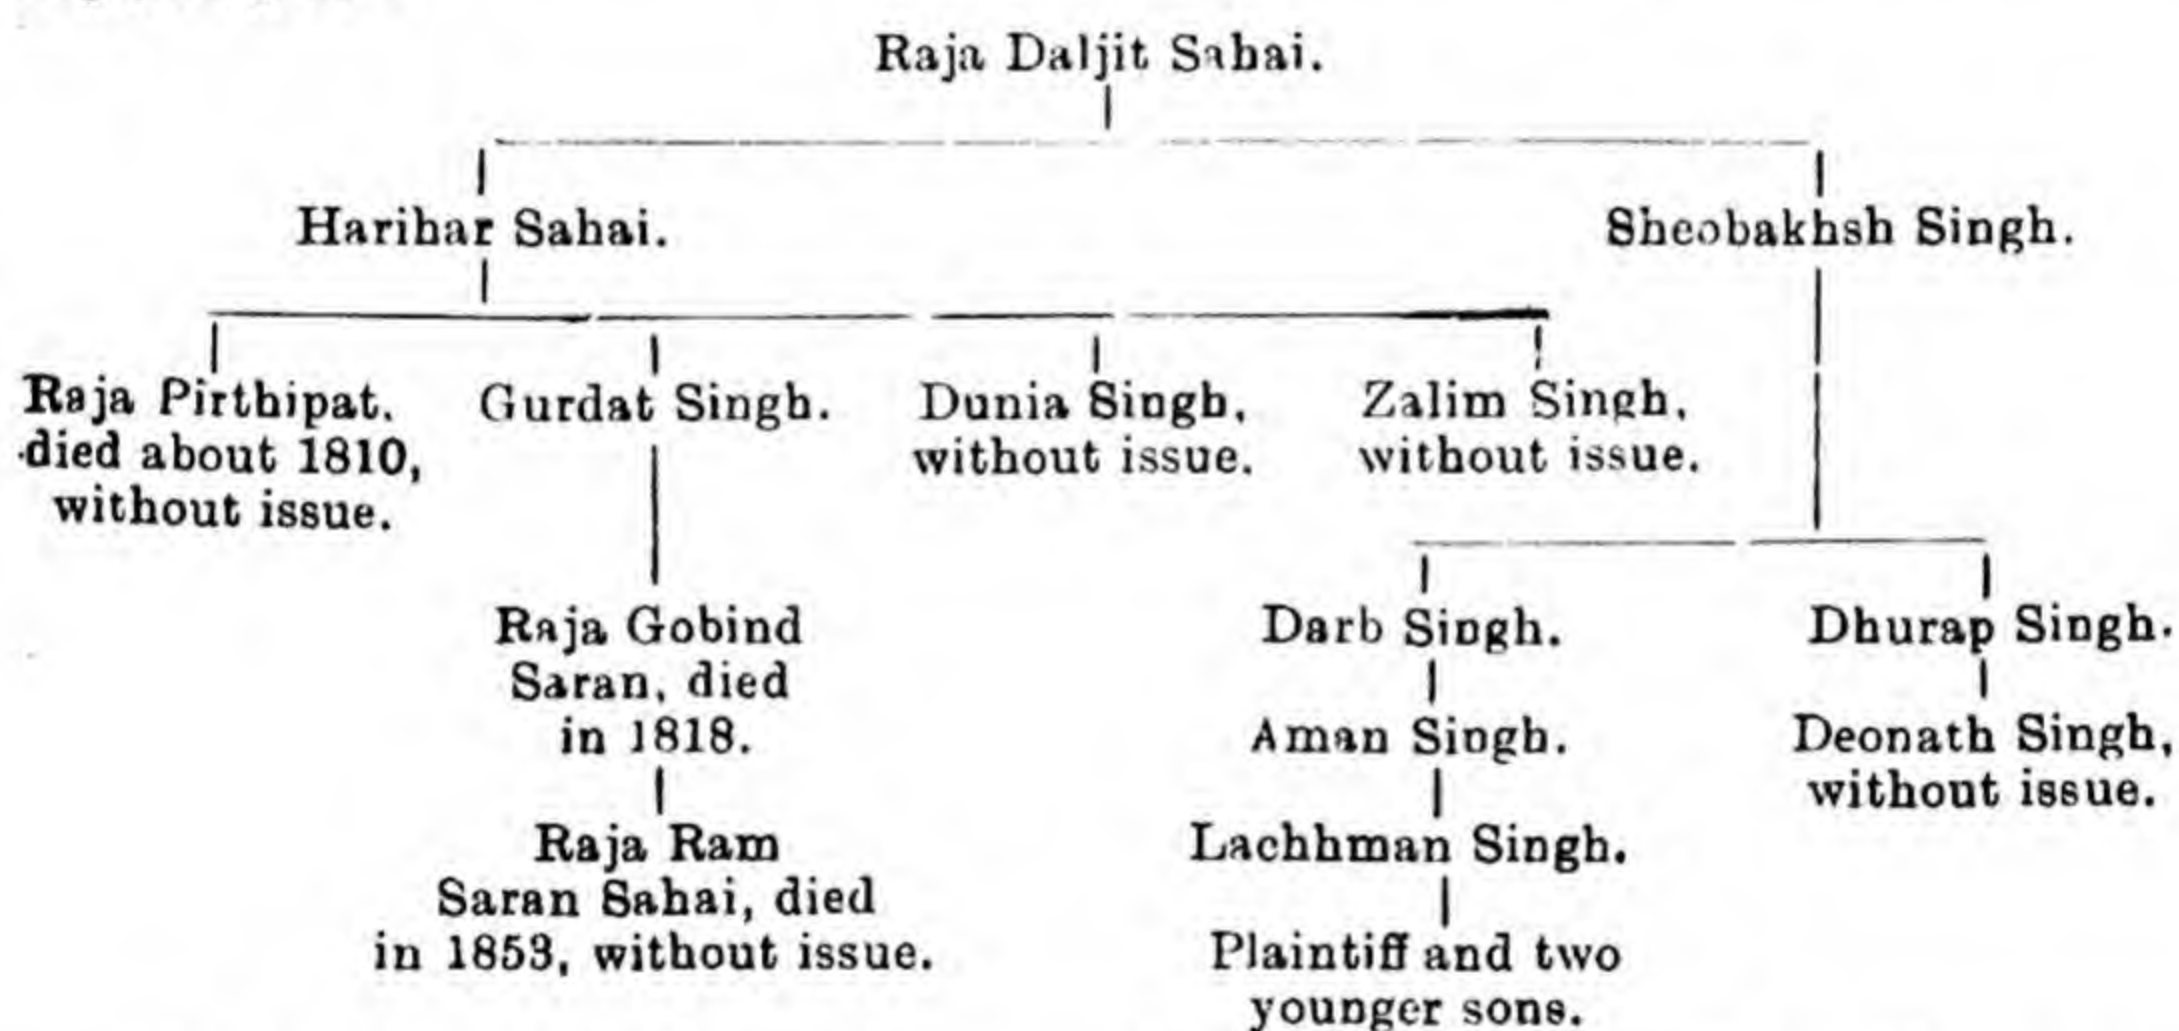 Raja Daljit Sahai.
Harihar Sahai.
Sheobakhsh Singh.
Raja Pirthipat,
died about 1810,
without issue.
Gurdat Singh.
Dunia Singh,
without issue.
Zalim Singh,
without issue.
Raja Gobind
Saran, died
in 1818.
Raja Ram
Saran Sahai, died
in 1853, without issue.
Darb Singh.
Aman Singh.
Lachhman Singh.
Plaintiff and two
younger sons.
Dhurap Singh.
Deonath Singh,
without issue.